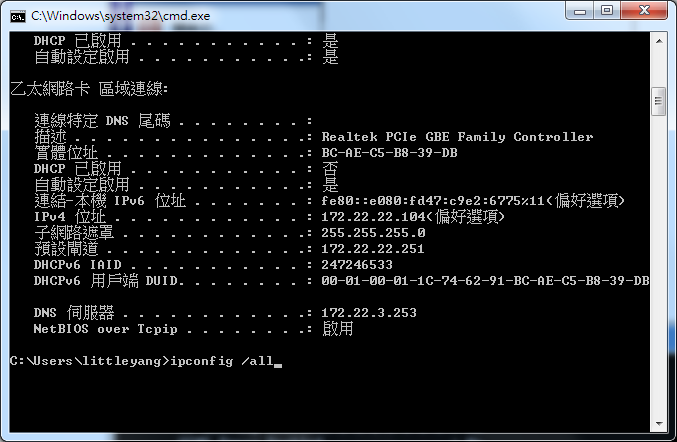 C:\Windows\system32\cmd.exe
DHCP 已啟用 . . . . . . . . . . . : 是
自動設定啟用 . . . . . . . . . . . : 是
乙太網路卡 區域連線:
連線特定 DNS 尾碼 . . . . . . . . :
描述 . . . . . . . . . . . . . . . : Realtek PCIe GBE Family Controller
實體位址 . . . . . . . . . . . . . : BC-AE-C5-B8-39-DB
DHCP 已啟用 . . . . . . . . . . . : 否
自動設定啟用 . . . . . . . . . . . : 是
連結-本機 IPv6 位址 . . . . . . . : fe80::e080:fd47:c9e2:6775%11(偏好選項)
IPv4 位址 . . . . . . . . . . . . : 172.22.22.104(偏好選項)
子網路遮罩 . . . . . . . . . . . . : 255.255.255.0
預設閘道 . . . . . . . . . . . . . : 172.22.22.251
DHCPv6 IAID . . . . . . . . . . . : 247246533
DHCPv6 用戶端 DUID. . . . . . . . : 00-01-00-01-1C-74-62-91-BC-AE-C5-B8-39-DB
DNS 伺服器 . . . . . . . . . . . . : 172.22.3.253
NetBIOS over Tcpip . . . . . . . . : 啟用
C:\Users\littleyang>ipconfig /all_